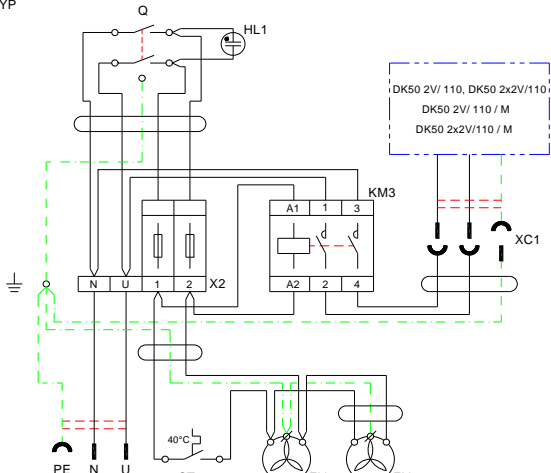 YP
Q
HL1
DK50 2V/ 110, DK50 2x2V/110
DK50 2V/ 110 / M
DK50 2x2V/110 / M
KM3
A1 1 3
XC1
N U 1 2 X2
A2 2 4
40°C
PE N U